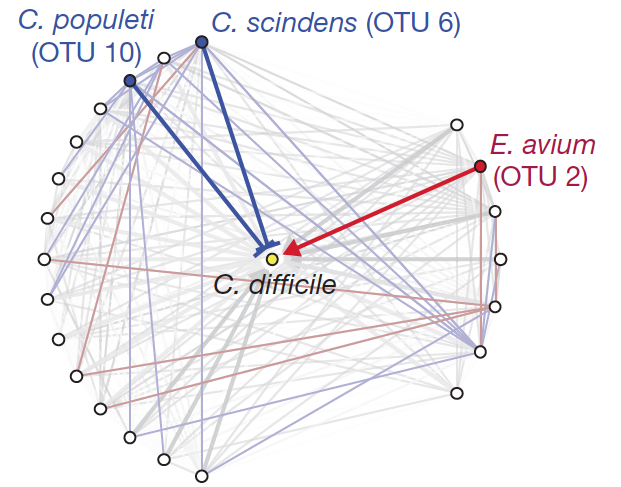 C. populeti
(OTU 10)
C. scindens (OTU 6)
E. avium
(OTU 2)
C. difficile